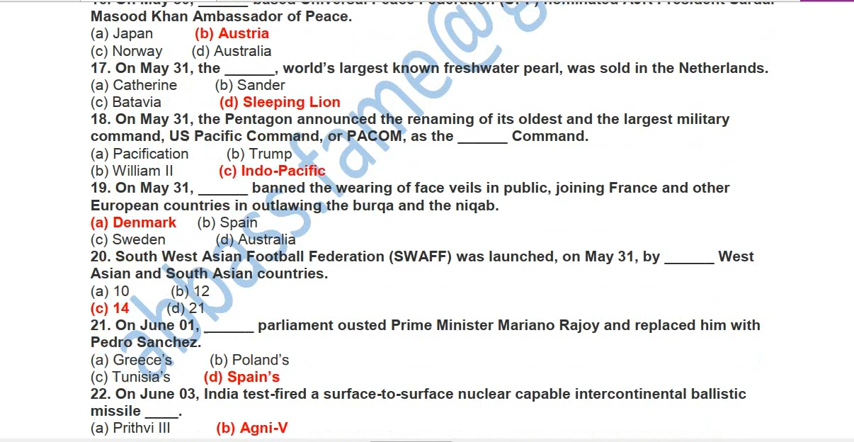 Masood Khan Ambassador of Peace.
(a) Japan (b) Austria
(c) Norway (d) Australia
17. On May 31, the ______, world's largest known freshwater pearl, was sold in the Netherlands.
(a) Catherine (b) Sander
(c) Batavia (d) Sleeping Lion
18. On May 31, the Pentagon announced the renaming of its oldest and the largest military
command, US Pacific Command, or PACOM, as the ______ Command.
(a) Pacification (b) Trump
(b) William II (c) Indo-Pacific
19. On May 31, ______ banned the wearing of face veils in public, joining France and other
European countries in outlawing the burqa and the niqab.
(a) Denmark (b) Spain
(c) Sweden (d) Australia
20. South West Asian Football Federation (SWAFF) was launched, on May 31, by ______ West
Asian and South Asian countries.
(a) 10 (b) 12
(c) 14 (d) 21
21. On June 01, ______ parliament ousted Prime Minister Mariano Rajoy and replaced him with
Pedro Sanchez.
(a) Greece's (b) Poland's
(c) Tunisia's (d) Spain's
22. On June 03, India test-fired a surface-to-surface nuclear capable intercontinental ballistic
missile ____.
(a) Prithvi III (b) Agni-V
abbass.fame@g